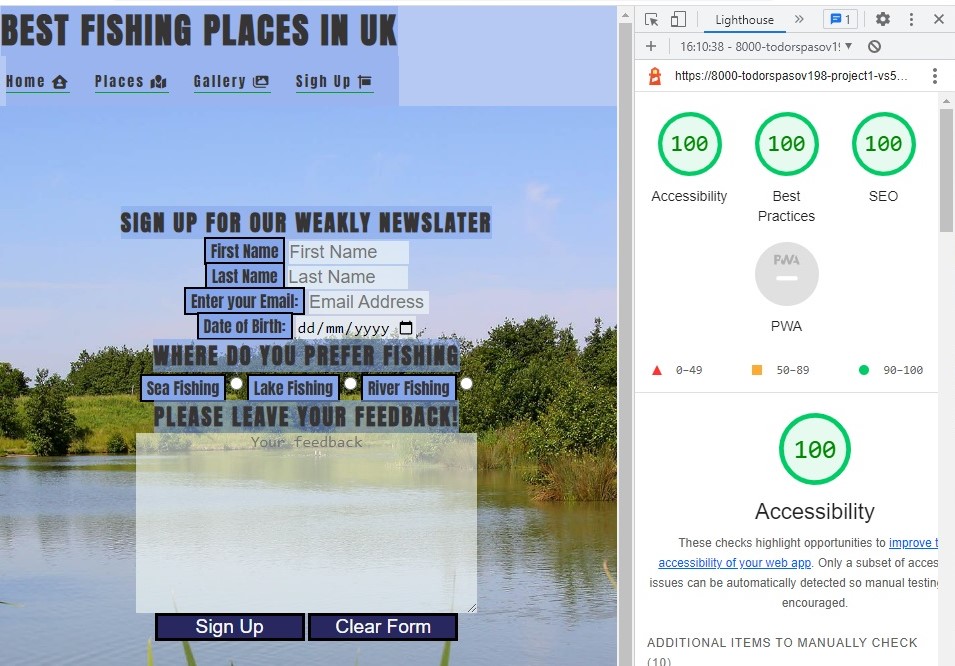 BEST FISHING PLACES IN UK
Home Places Gallery Sigh Up
SIGN UP FOR OUR WEAKLY NEWSLATER
First Name First Name
Last Name Last Name
Enter your Email: Email Address
Date of Birth: dd/mm/yyyy
WHERE DO YOU PREFER FISHING
Sea Fishing Lake Fishing River Fishing
PLEASE LEAVE YOUR FEEDBACK!
Your feedback
Sign Up Clear Form
Lighthouse » 1
16:10:38 - 8000-todorspasov1!
https://8000-todorspasov198-project1-vs5...
100 100 100
Accessibility Best Practices SEO
PWA
PWA
0–49 50–89 90–100
100
Accessibility
These checks highlight opportunities to improve t
accessibility of your web app. Only a subset of acces
issues can be automatically detected so manual testing
encouraged.
ADDITIONAL ITEMS TO MANUALLY CHECK
(10)